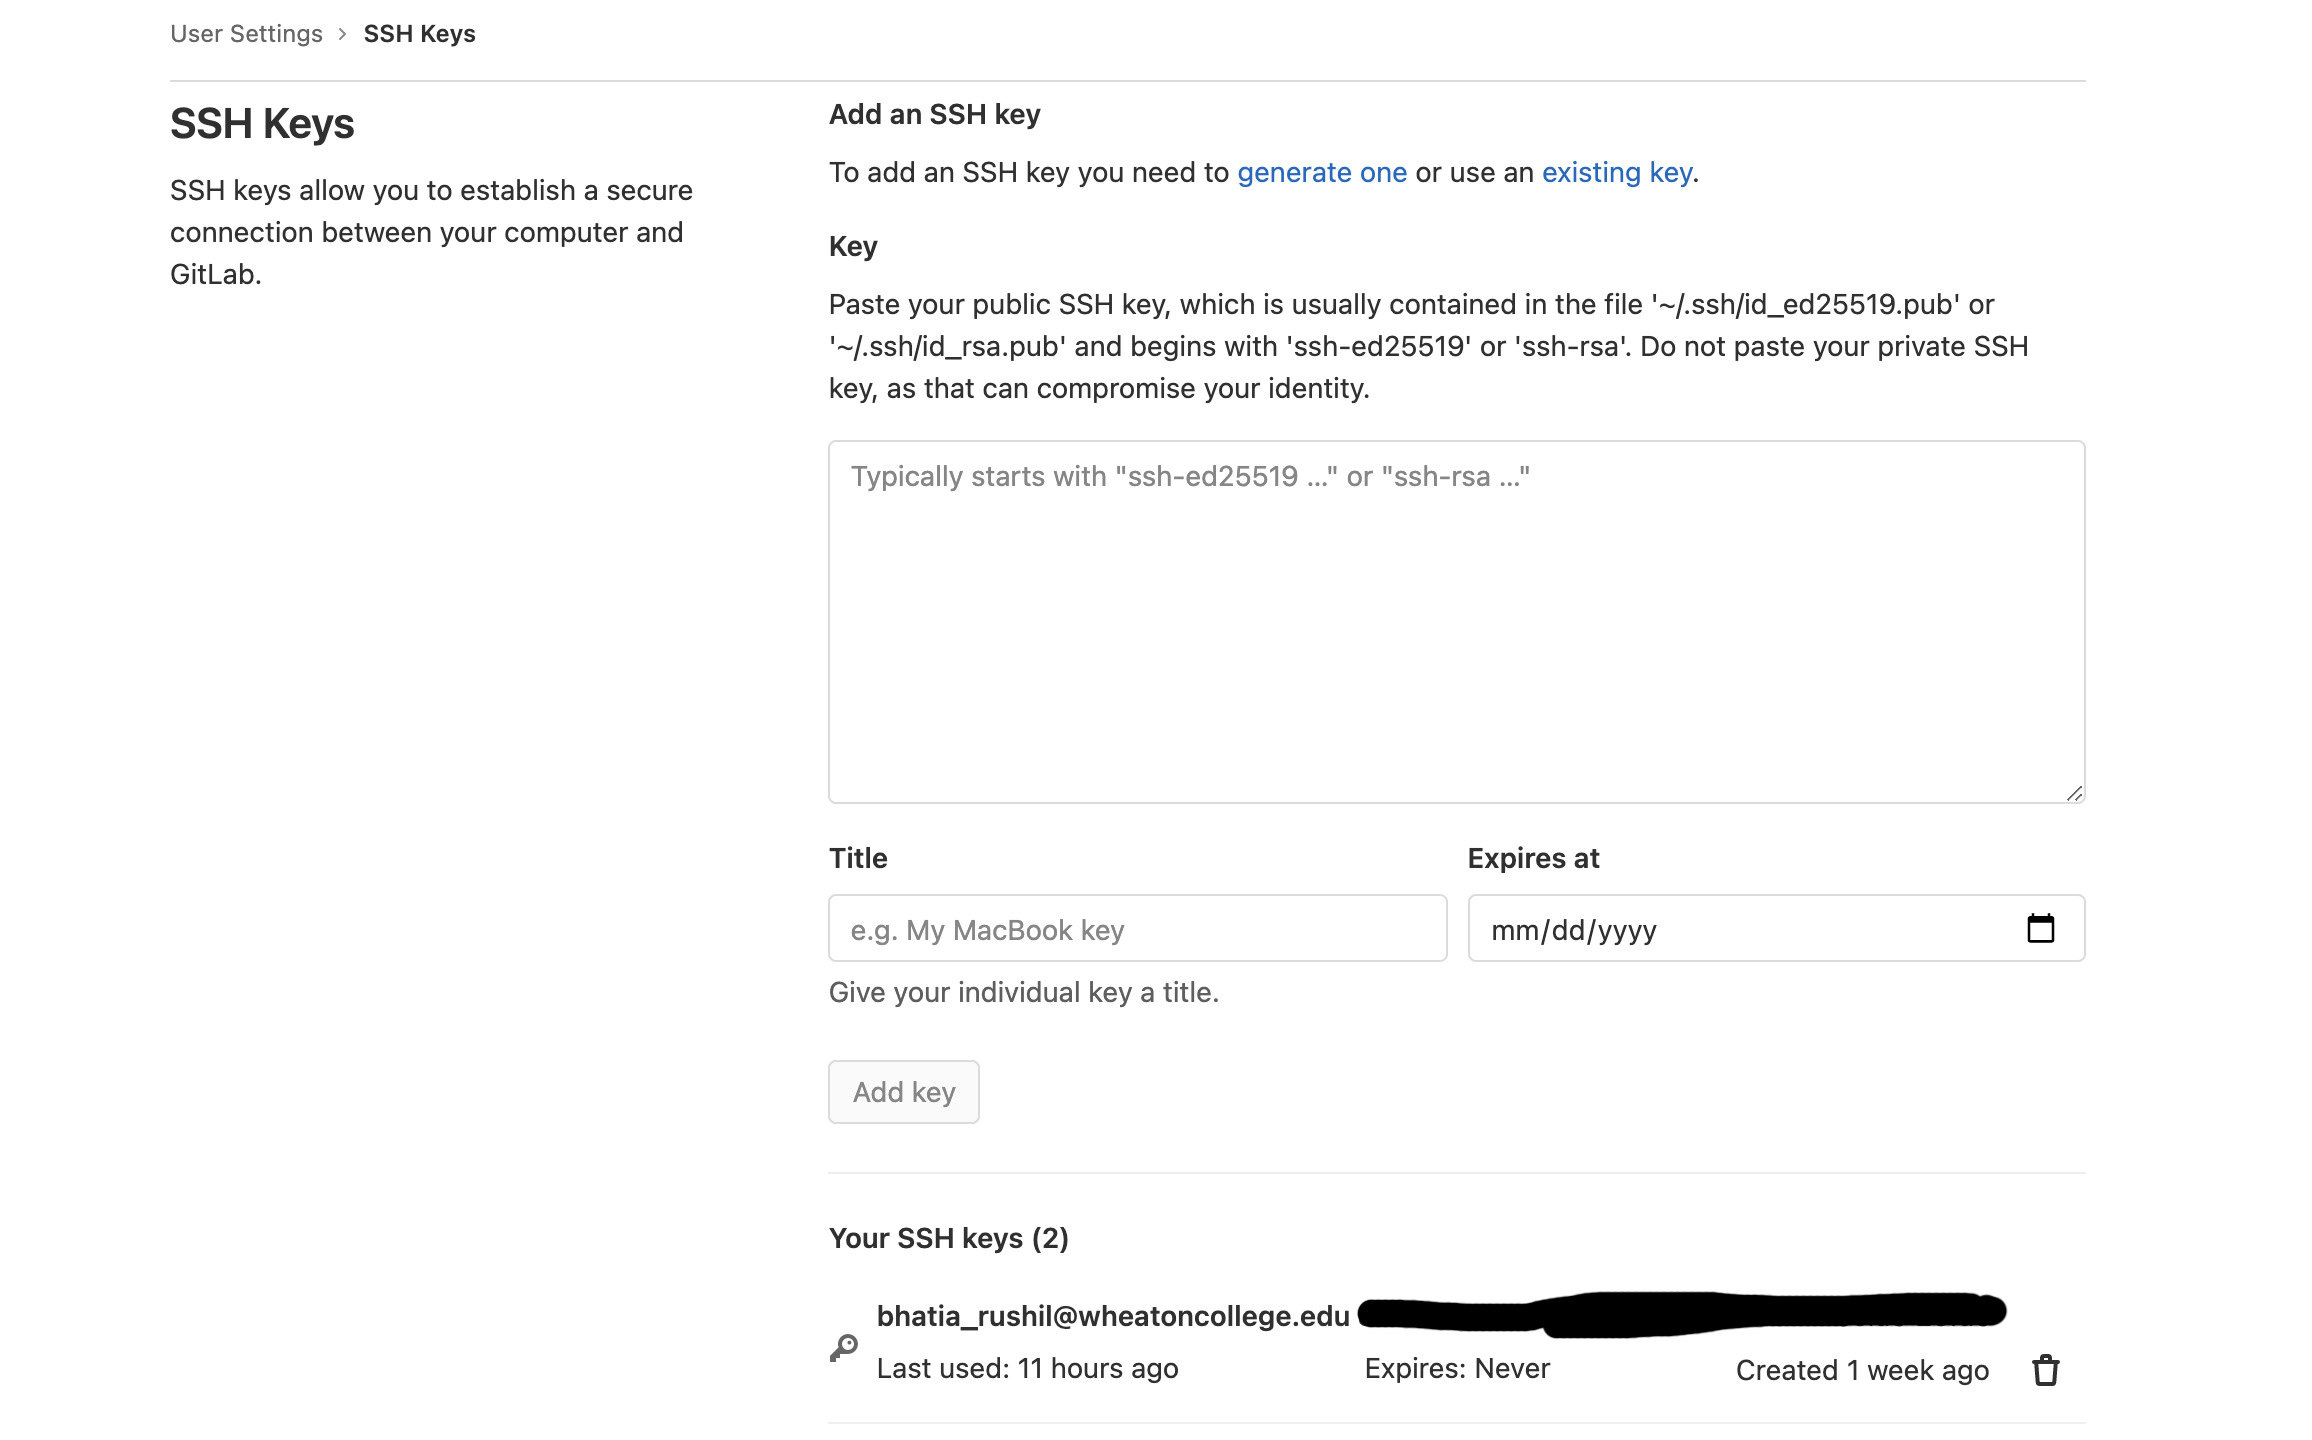 User Settings › SSH Keys
SSH Keys
SSH keys allow you to establish a secure
connection between your computer and
GitLab.
Add an SSH key
To add an SSH key you need to generate one or use an existing key.
Key
Paste your public SSH key, which is usually contained in the file '~/.ssh/id_ed25519.pub' or
'~/.ssh/id_rsa.pub' and begins with 'ssh-ed25519' or 'ssh-rsa'. Do not paste your private SSH
key, as that can compromise your identity.
Typically starts with "ssh-ed25519 …" or "ssh-rsa …"
Title
Expires at
e.g. My MacBook key
mm/dd/yyyy
Give your individual key a title.
Add key
Your SSH keys (2)
bhatia_rushil@wheatoncollege.edu
Last used: 11 hours ago
Expires: Never
Created 1 week ago